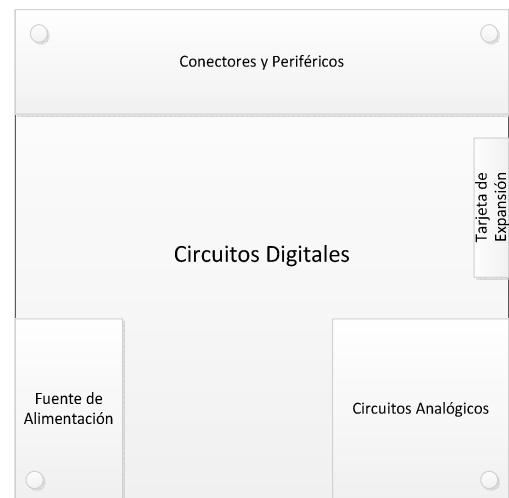 Conectores y Periféricos
Tarjeta de
Expansión
Circuitos Digitales
Fuente de
Alimentación
Circuitos Analógicos